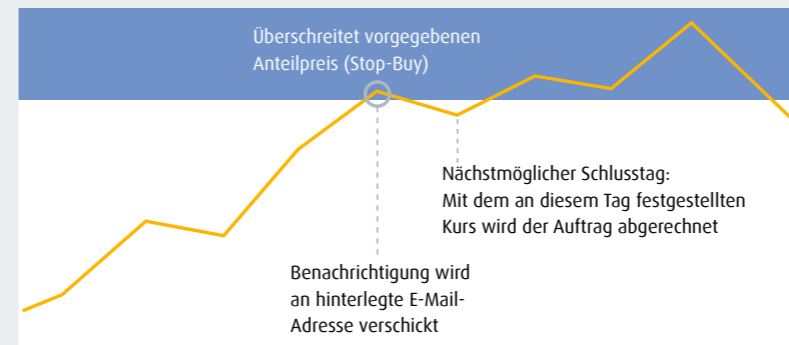 Überschreitet vorgegebenen
Anteilpreis (Stop-Buy)
Nächstmöglicher Schlusstag:
Mit dem an diesem Tag festgestellten
Kurs wird der Auftrag abgerechnet
Benachrichtigung wird
an hinterlegte E-Mail-
Adresse verschickt